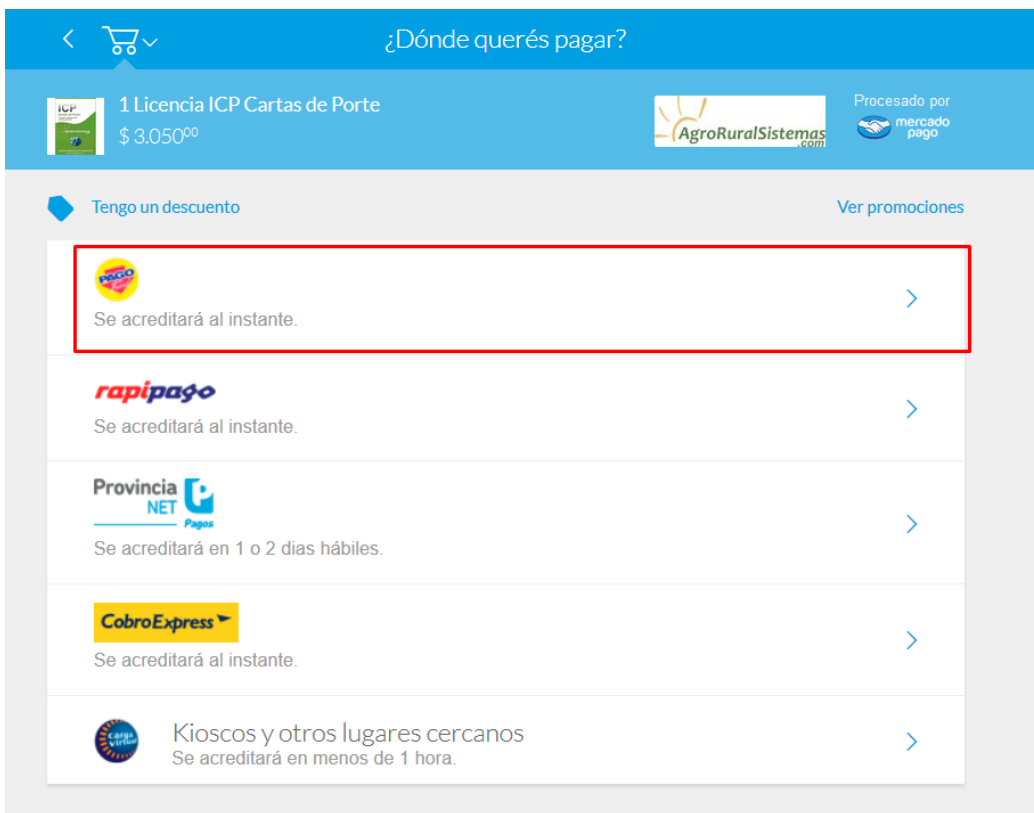 ¿Dónde querés pagar?
ICP
1 Licencia ICP Cartas de Porte
$ 3.050⁰⁰
AgroRuralSistemas
.com
Procesado por
mercado
pago
Tengo un descuento
Ver promociones
PAGO
Se acreditará al instante.
rapipago
Se acreditará al instante.
Provincia
NET
Pagos
Se acreditará en 1 o 2 dias hábiles.
CobroExpress
Se acreditará al instante.
carga
virtual
Kioscos y otros lugares cercanos
Se acreditará en menos de 1 hora.